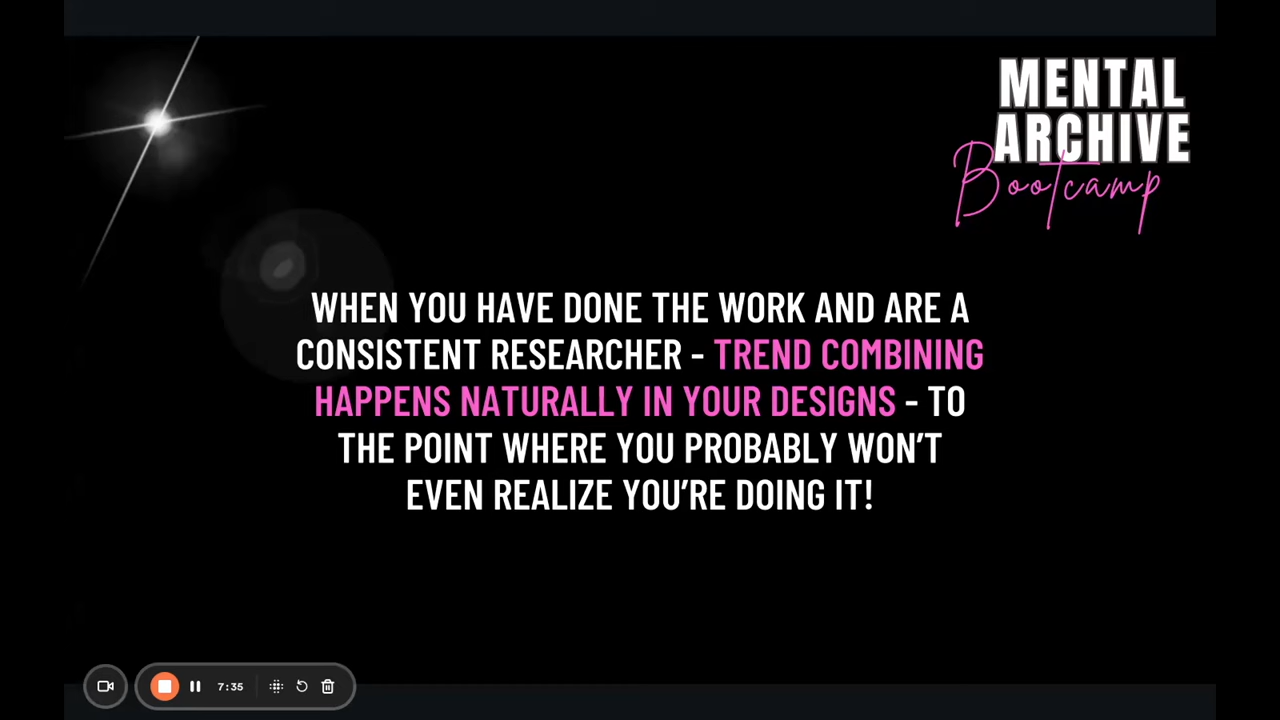 MENTAL
ARCHIVE
Bootcamp
WHEN YOU HAVE DONE THE WORK AND ARE A
CONSISTENT RESEARCHER - TREND COMBINING
HAPPENS NATURALLY IN YOUR DESIGNS - TO
THE POINT WHERE YOU PROBABLY WON'T
EVEN REALIZE YOU'RE DOING IT!
7:35